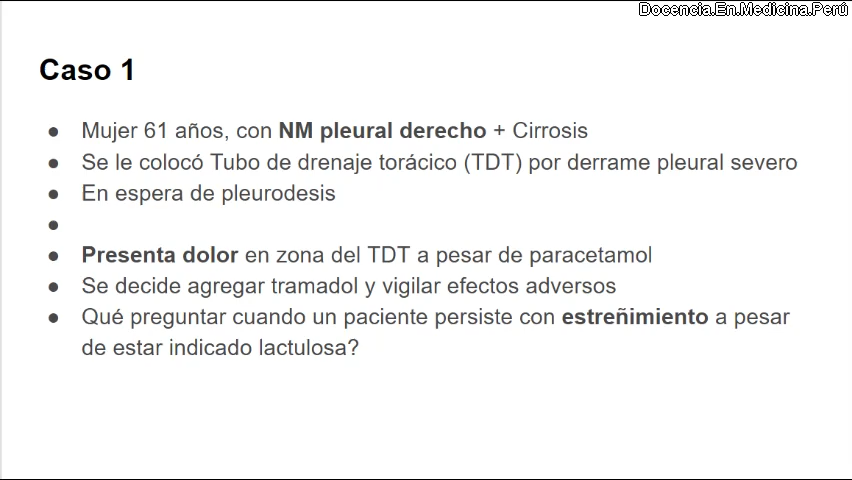 Docencia.En.Medicina.Perú
Caso 1
● Mujer 61 años, con NM pleural derecho + Cirrosis
● Se le colocó Tubo de drenaje torácico (TDT) por derrame pleural severo
● En espera de pleurodesis
●
● Presenta dolor en zona del TDT a pesar de paracetamol
● Se decide agregar tramadol y vigilar efectos adversos
● Qué preguntar cuando un paciente persiste con estreñimiento a pesar
de estar indicado lactulosa?